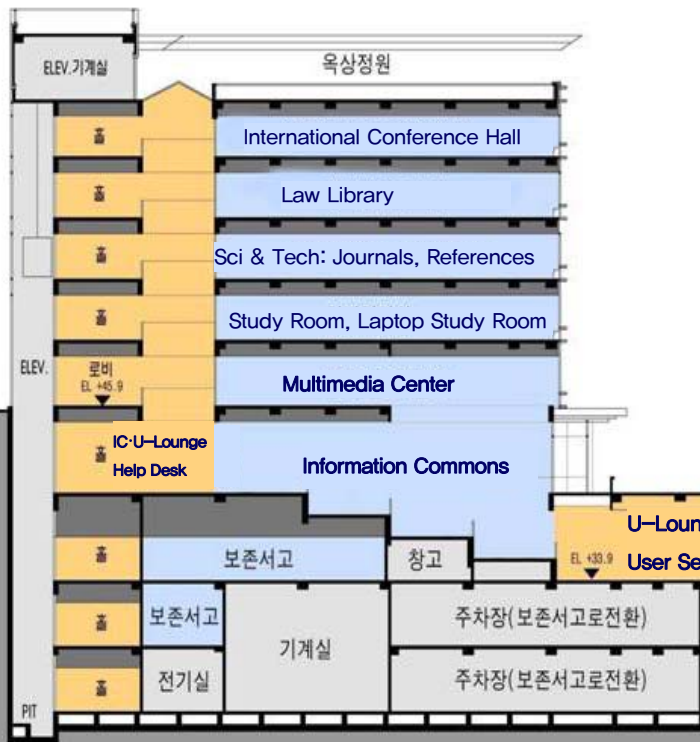 옥상정원
ELEV.기계실
홀
International Conference Hall
홀
Law Library
홀
Sci & Tech: Journals, References
홀
Study Room, Laptop Study Room
ELEV.
로비
EL +45.9
Multimedia Center
홀
IC·U-Lounge
Help Desk
Information Commons
홀
보존서고
창고
EL +33.9
U-Loun
User Se
홀
보존서고
기계실
주차장(보존서고로전환)
홀
전기실
주차장(보존서고로전환)
PIT